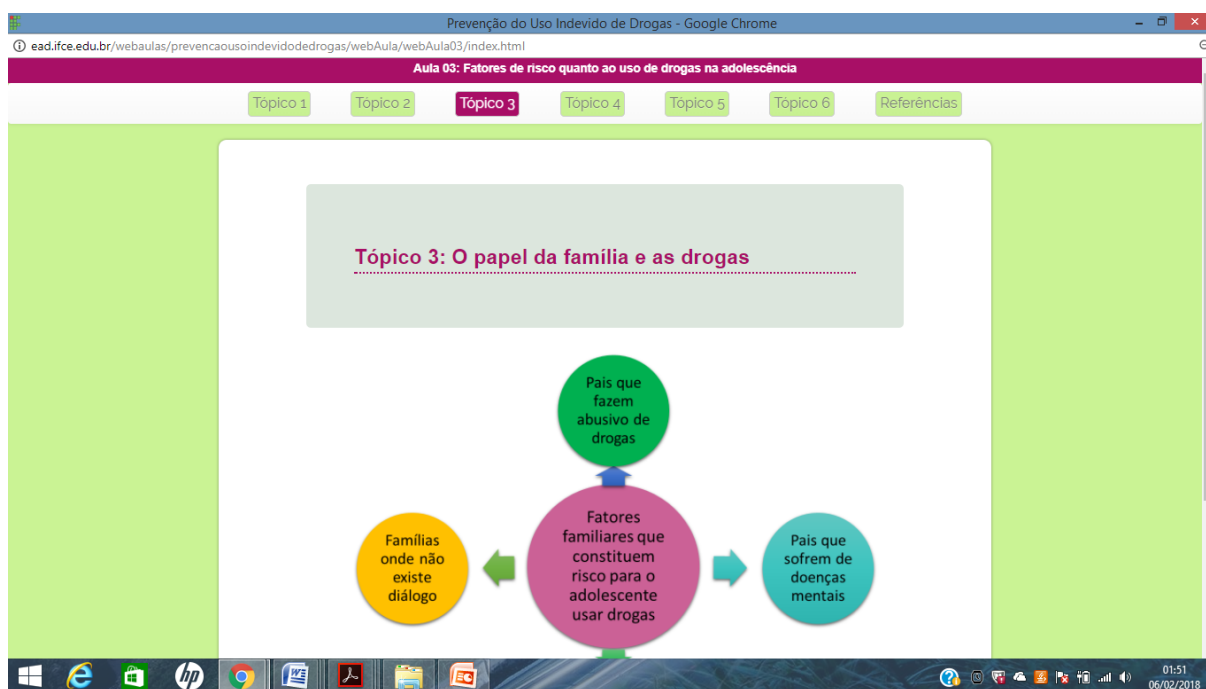 Prevenção do Uso Indevido de Drogas - Google Chrome
ead.ifce.edu.br/webaulas/prevencaousoindevidodedrogas/webAula/webAula03/index.html
Aula 03: Fatores de risco quanto ao uso de drogas na adolescência
Tópico 1 Tópico 2 Tópico 3 Tópico 4 Tópico 5 Tópico 6 Referências
Tópico 3: O papel da família e as drogas
Pais que
fazem
abusivo de
drogas
Famílias
onde não
existe
diálogo
Fatores
familiares que
constituem
risco para o
adolescente
usar drogas
Pais que
sofrem de
doenças
mentais
hp
01:51
06/02/2018